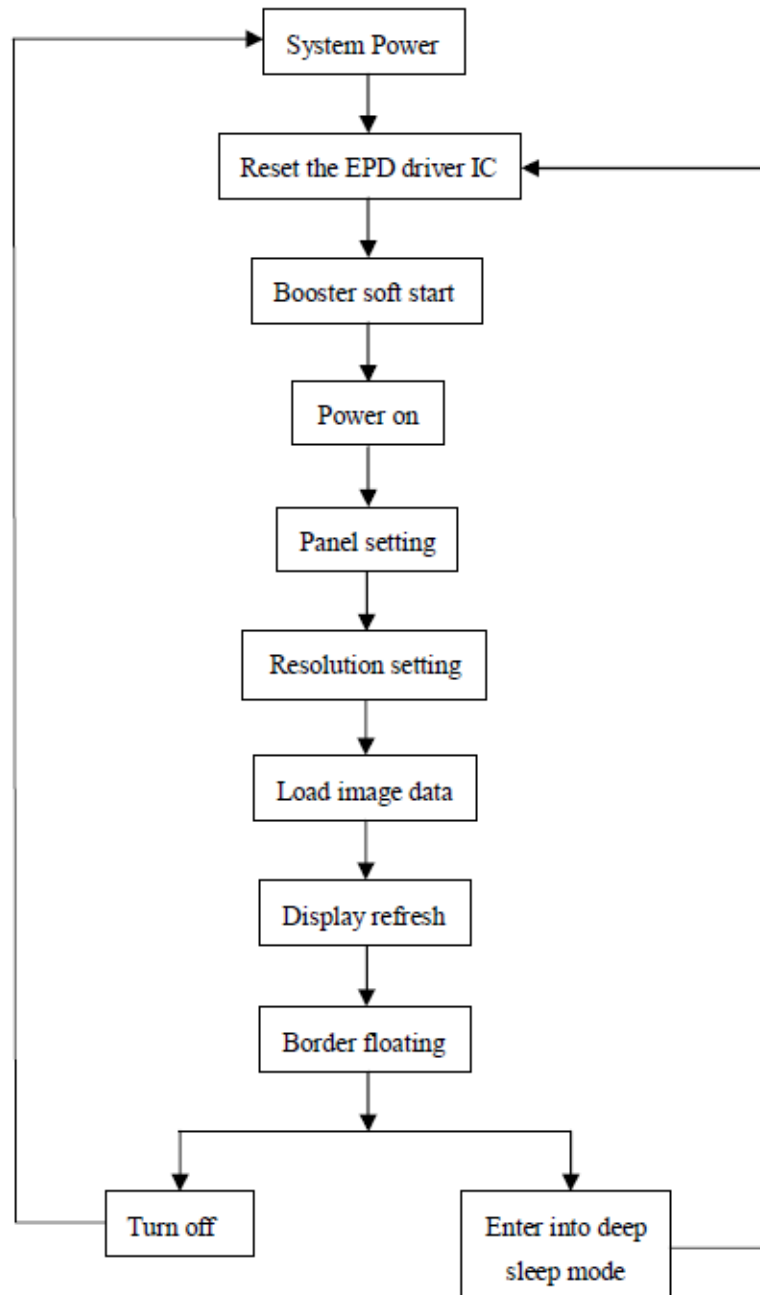 System Power
Reset the EPD driver IC
Booster soft start
Power on
Panel setting
Resolution setting
Load image data
Display refresh
Border floating
Turn off
Enter into deep
sleep mode